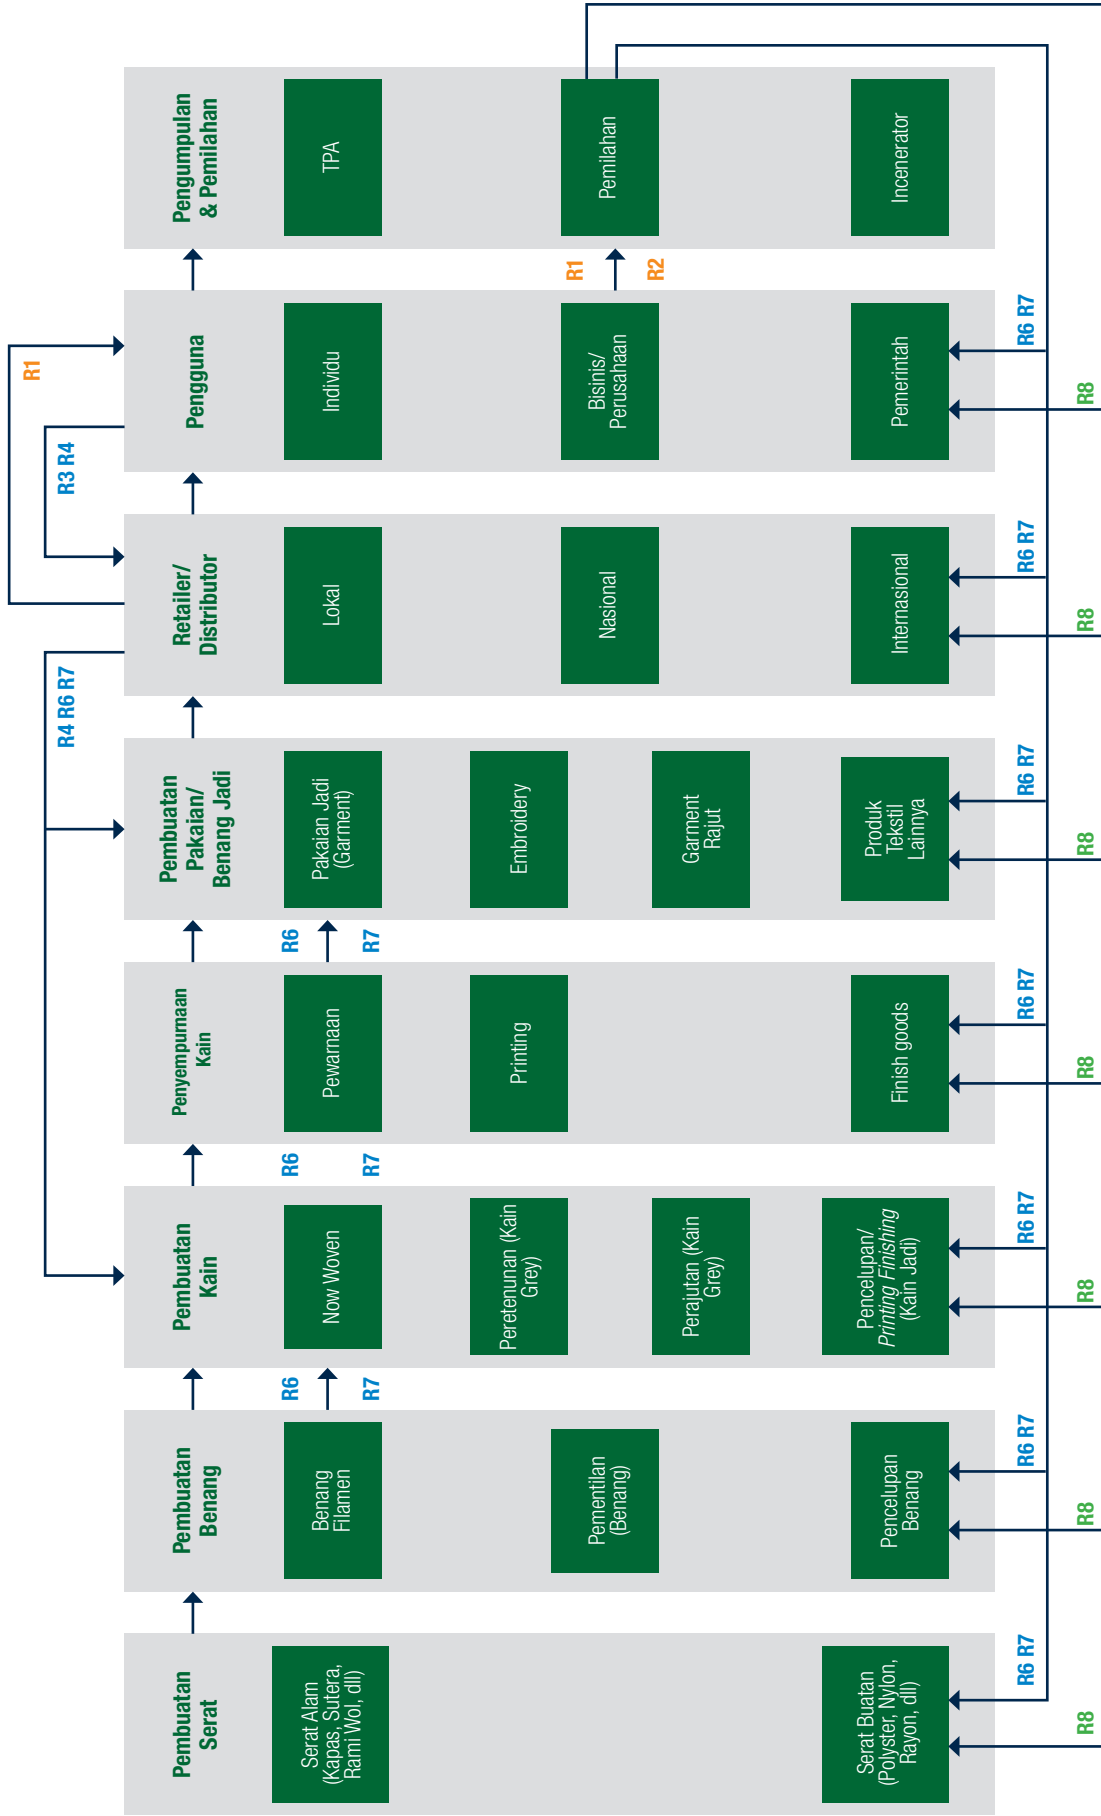 Pembuatan
Serat
Serat Alam
(Kapas, Sutera,
Rami Wol, dll)
Serat Buatan
(Polyster, Nylon,
Rayon, dll)
R8
R6 R7
Pembuatan
Benang
Benang
Filamen
Pementilan
(Benang)
Pencelupan
Benang
R8
R6 R7
R6
R7
Pembuatan
Kain
Now Woven
Peretenunan (Kain
Grey)
Perajutan (Kain
Grey)
Pencelupan/
Printing Finishing
(Kain Jadi)
R8
R6 R7
R6
R7
Penyempurnaan
Kain
Pewarnaan
Printing
Finish goods
R8
R6 R7
R6
R7
Pembuatan
Pakaian/
Benang Jadi
Pakaian Jadi
(Garment)
Embroidery
Garment
Rajut
Produk
Tekstil
Lainnya
R8
R6 R7
R4 R6 R7
Retailer/
Distributor
Lokal
Nasional
Internasional
R8
R6 R7
R3 R4
R1
Pengguna
Individu
Bisinis/
Perusahaan
Pemerintah
R8
R6 R7
R1
R2
Pengumpulan
& Pemilahan
TPA
Pemilahan
Incenerator